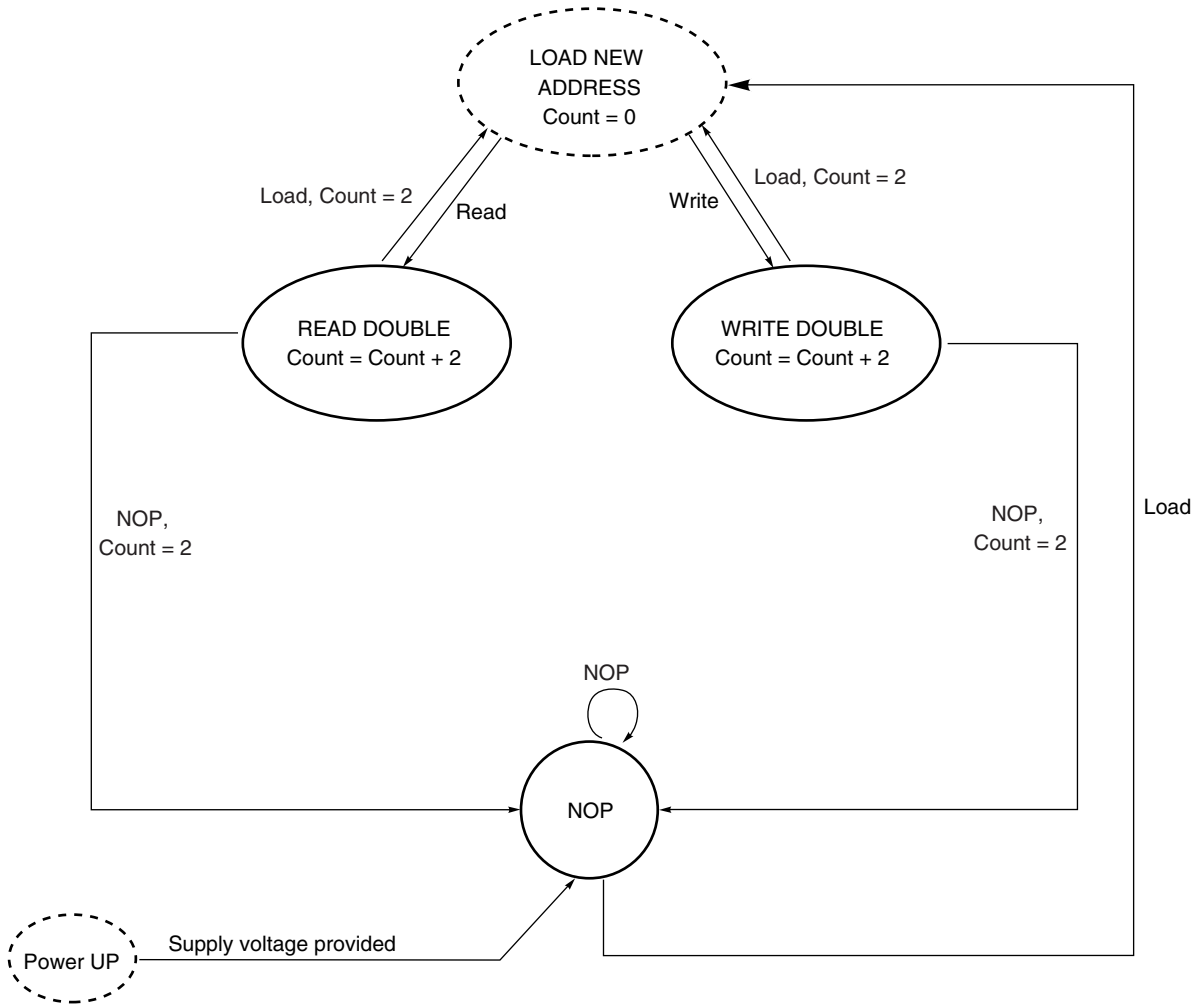 LOAD NEW
ADDRESS
Count = 0
Load, Count = 2
Read
Write
Load, Count = 2
READ DOUBLE
Count = Count + 2
WRITE DOUBLE
Count = Count + 2
NOP,
Count = 2
NOP,
Count = 2
Load
NOP
NOP
Supply voltage provided
Power UP